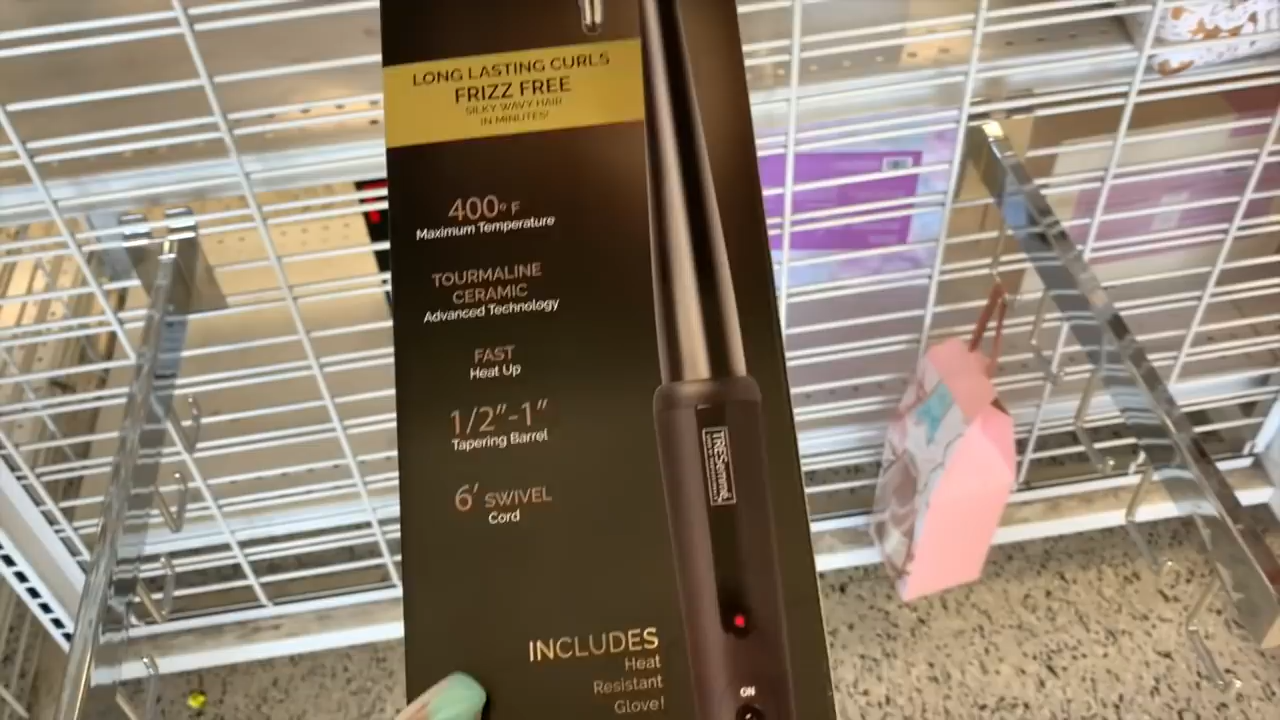 LONG LASTING CURLS
FRIZZ FREE
SILKY WAVY HAIR
IN MINUTES!
400° F
Maximum Temperature
TOURMALINE
CERAMIC
Advanced Technology
FAST
Heat Up
1/2"-1"
Tapering Barrel
6' SWIVEL
Cord
TRESemmé
INCLUDES
Heat
Resistant
Glove!
ON